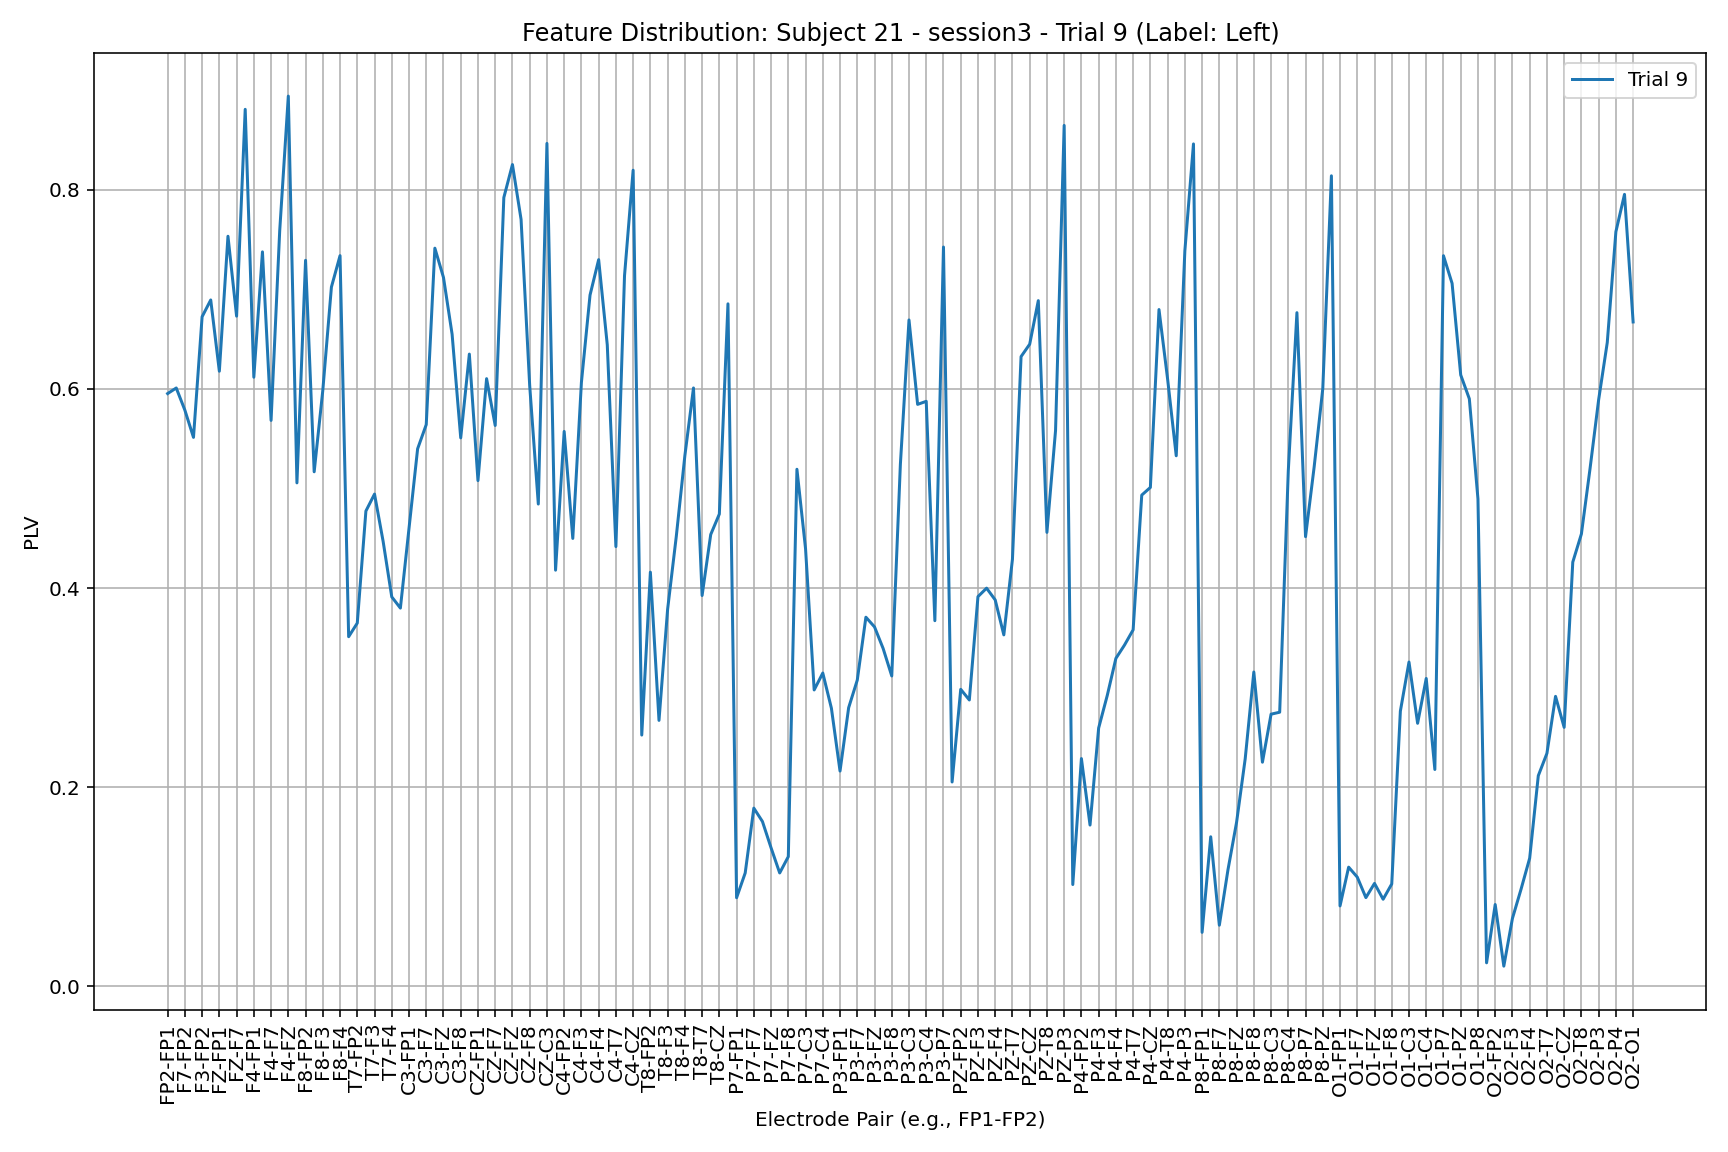 Feature Distribution: Subject 21 - session3 - Trial 9 (Label: Left)
Trial 9
PLV
0.8
0.6
0.4
0.2
0.0
FP2-FP1
F7-FP2
F3-FP2
FZ-FP1
FZ-F7
F4-FP1
F4-F7
F4-FZ
F8-FP2
F8-F3
F8-F4
T7-FP2
T7-F3
T7-F4
C3-FP1
C3-F7
C3-FZ
C3-F8
CZ-FP1
CZ-F7
CZ-FZ
CZ-F8
CZ-C3
C4-FP2
C4-F3
C4-F4
C4-T7
C4-CZ
T8-FP2
T8-F3
T8-F4
T8-T7
T8-CZ
P7-FP1
P7-F7
P7-FZ
P7-F8
P7-C3
P7-C4
P3-FP1
P3-F7
P3-FZ
P3-F8
P3-C3
P3-C4
P3-P7
PZ-FP2
PZ-F3
PZ-F4
PZ-T7
PZ-CZ
PZ-T8
PZ-P3
P4-FP2
P4-F3
P4-F4
P4-T7
P4-CZ
P4-T8
P4-P3
P8-FP1
P8-F7
P8-FZ
P8-F8
P8-C3
P8-C4
P8-P7
P8-PZ
O1-FP1
O1-F7
O1-FZ
O1-F8
O1-C3
O1-C4
O1-P7
O1-PZ
O1-P8
O2-FP2
O2-F3
O2-F4
O2-T7
O2-CZ
O2-T8
O2-P3
O2-P4
O2-O1
Electrode Pair (e.g., FP1-FP2)